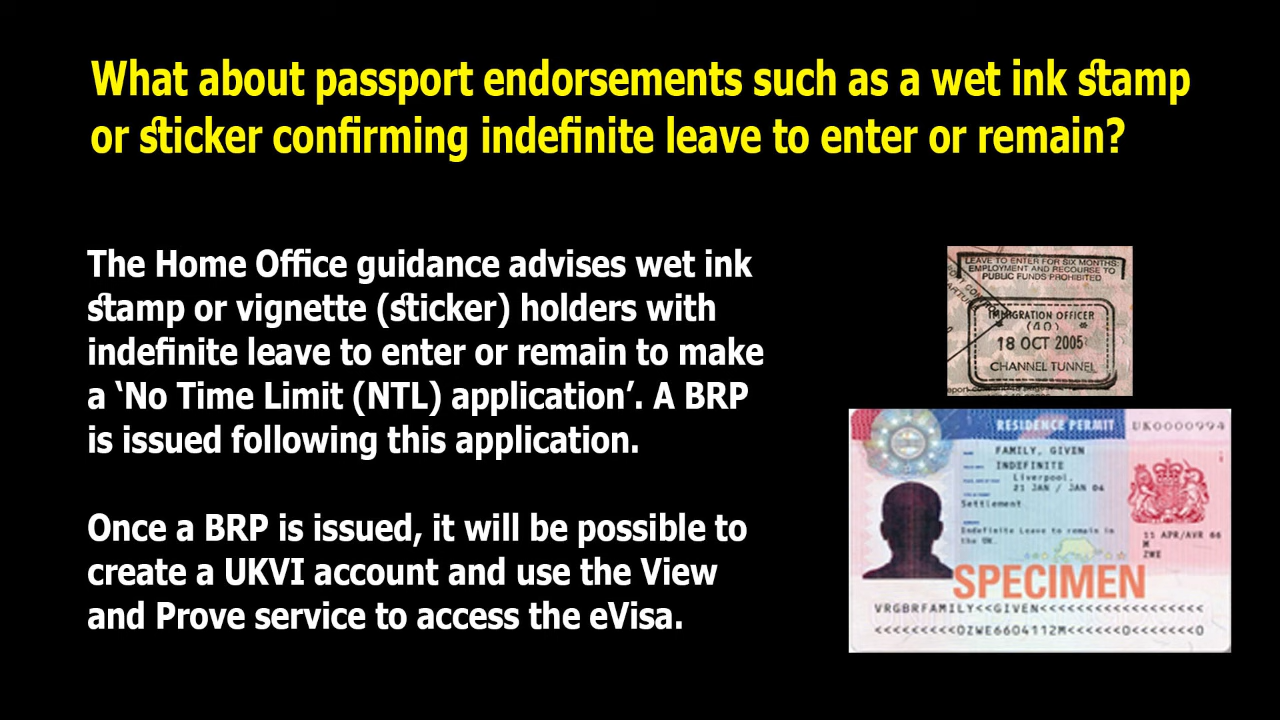 What about passport endorsements such as a wet ink stamp
or sticker confirming indefinite leave to enter or remain?
The Home Office guidance advises wet ink
stamp or vignette (sticker) holders with
indefinite leave to enter or remain to make
a ‘No Time Limit (NTL) application’. A BRP
is issued following this application.
Once a BRP is issued, it will be possible to
create a UKVI account and use the View
and Prove service to access the eVisa.
LEAVE TO ENTER FOR SIX MONTHS:
EMPLOYMENT AND RECOURSE TO
PUBLIC FUNDS PROHIBITED
IMMIGRATION OFFICER
(40)
18 OCT 2005
CHANNEL TUNNEL
RESIDENCE PERMIT UK0000994
FAMILY, GIVEN
INDEFINITE
Liverpool,
21 JAN / JAN 04
Settlement
Indefinite Leave to remain in
the UK.
11 APR/AVR 66
M
ZWE
SPECIMEN
VRGBRFAMILY<<GIVEN<<<<<<<<<<<<<<<<<<
<<<<<<<<<0ZWE6604112M<<<<<<0<<<<<<0